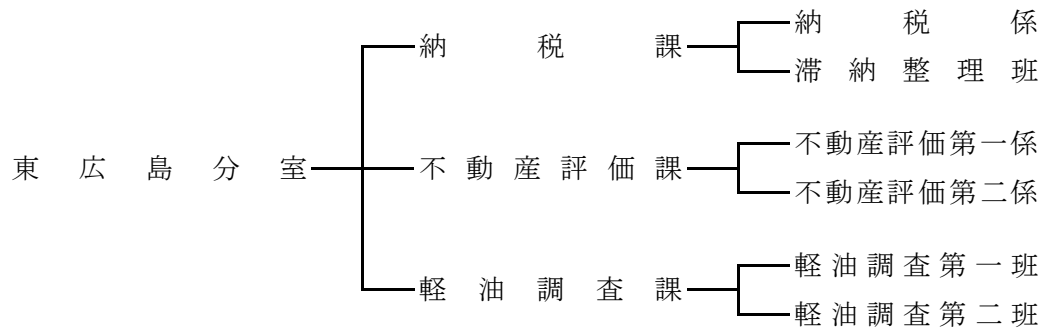 東広島分室
納税課
納税係
滞納整理班
不動産評価課
不動産評価第一係
不動産評価第二係
軽油調査課
軽油調査第一班
軽油調査第二班